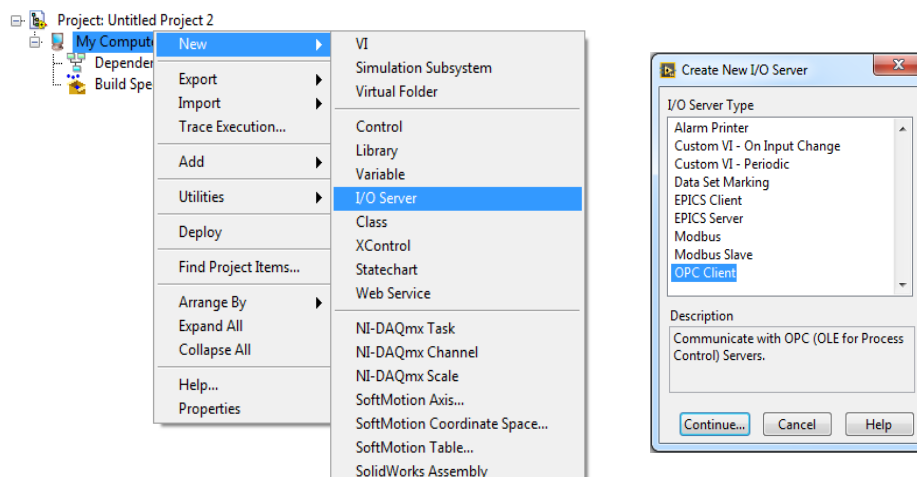 Project: Untitled Project 2
My Compute
Depender
Build Spe
New
Export
Import
Trace Execution...
Add
Utilities
Deploy
Find Project Items...
Arrange By
Expand All
Collapse All
Help...
Properties
VI
Simulation Subsystem
Virtual Folder
Control
Library
Variable
I/O Server
Class
XControl
Statechart
Web Service
NI-DAQmx Task
NI-DAQmx Channel
NI-DAQmx Scale
SoftMotion Axis...
SoftMotion Coordinate Space...
SoftMotion Table...
SolidWorks Assembly
Create New I/O Server
I/O Server Type
Alarm Printer
Custom VI - On Input Change
Custom VI - Periodic
Data Set Marking
EPICS Client
EPICS Server
Modbus
Modbus Slave
OPC Client
Description
Communicate with OPC (OLE for Process
Control) Servers.
Continue...
Cancel
Help